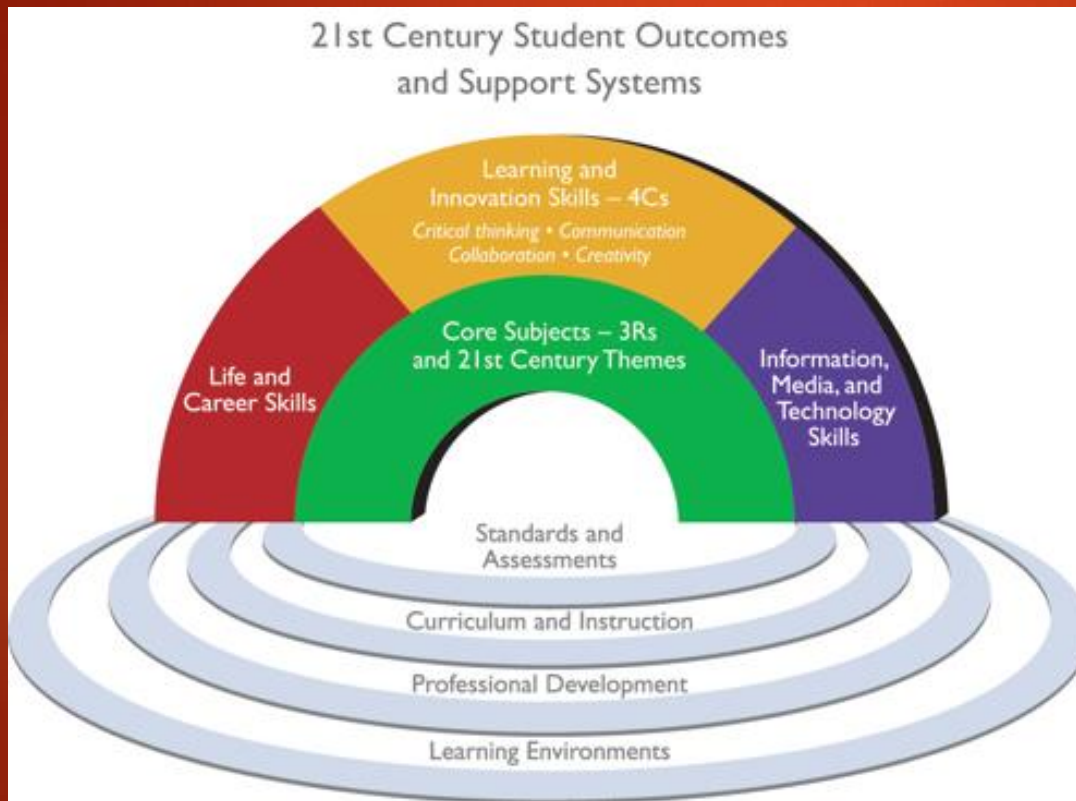 21st Century Student Outcomes
and Support Systems
Learning and
Innovation Skills – 4Cs
Critical thinking • Communication
Collaboration • Creativity
Core Subjects – 3Rs
and 21st Century Themes
Life and
Career Skills
Information,
Media, and
Technology
Skills
Standards and
Assessments
Curriculum and Instruction
Professional Development
Learning Environments